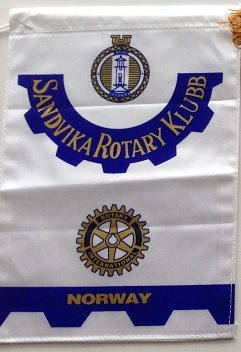 SANDVIKA ROTARY KLUBB
ROTARY
INTERNATIONAL
NORWAY